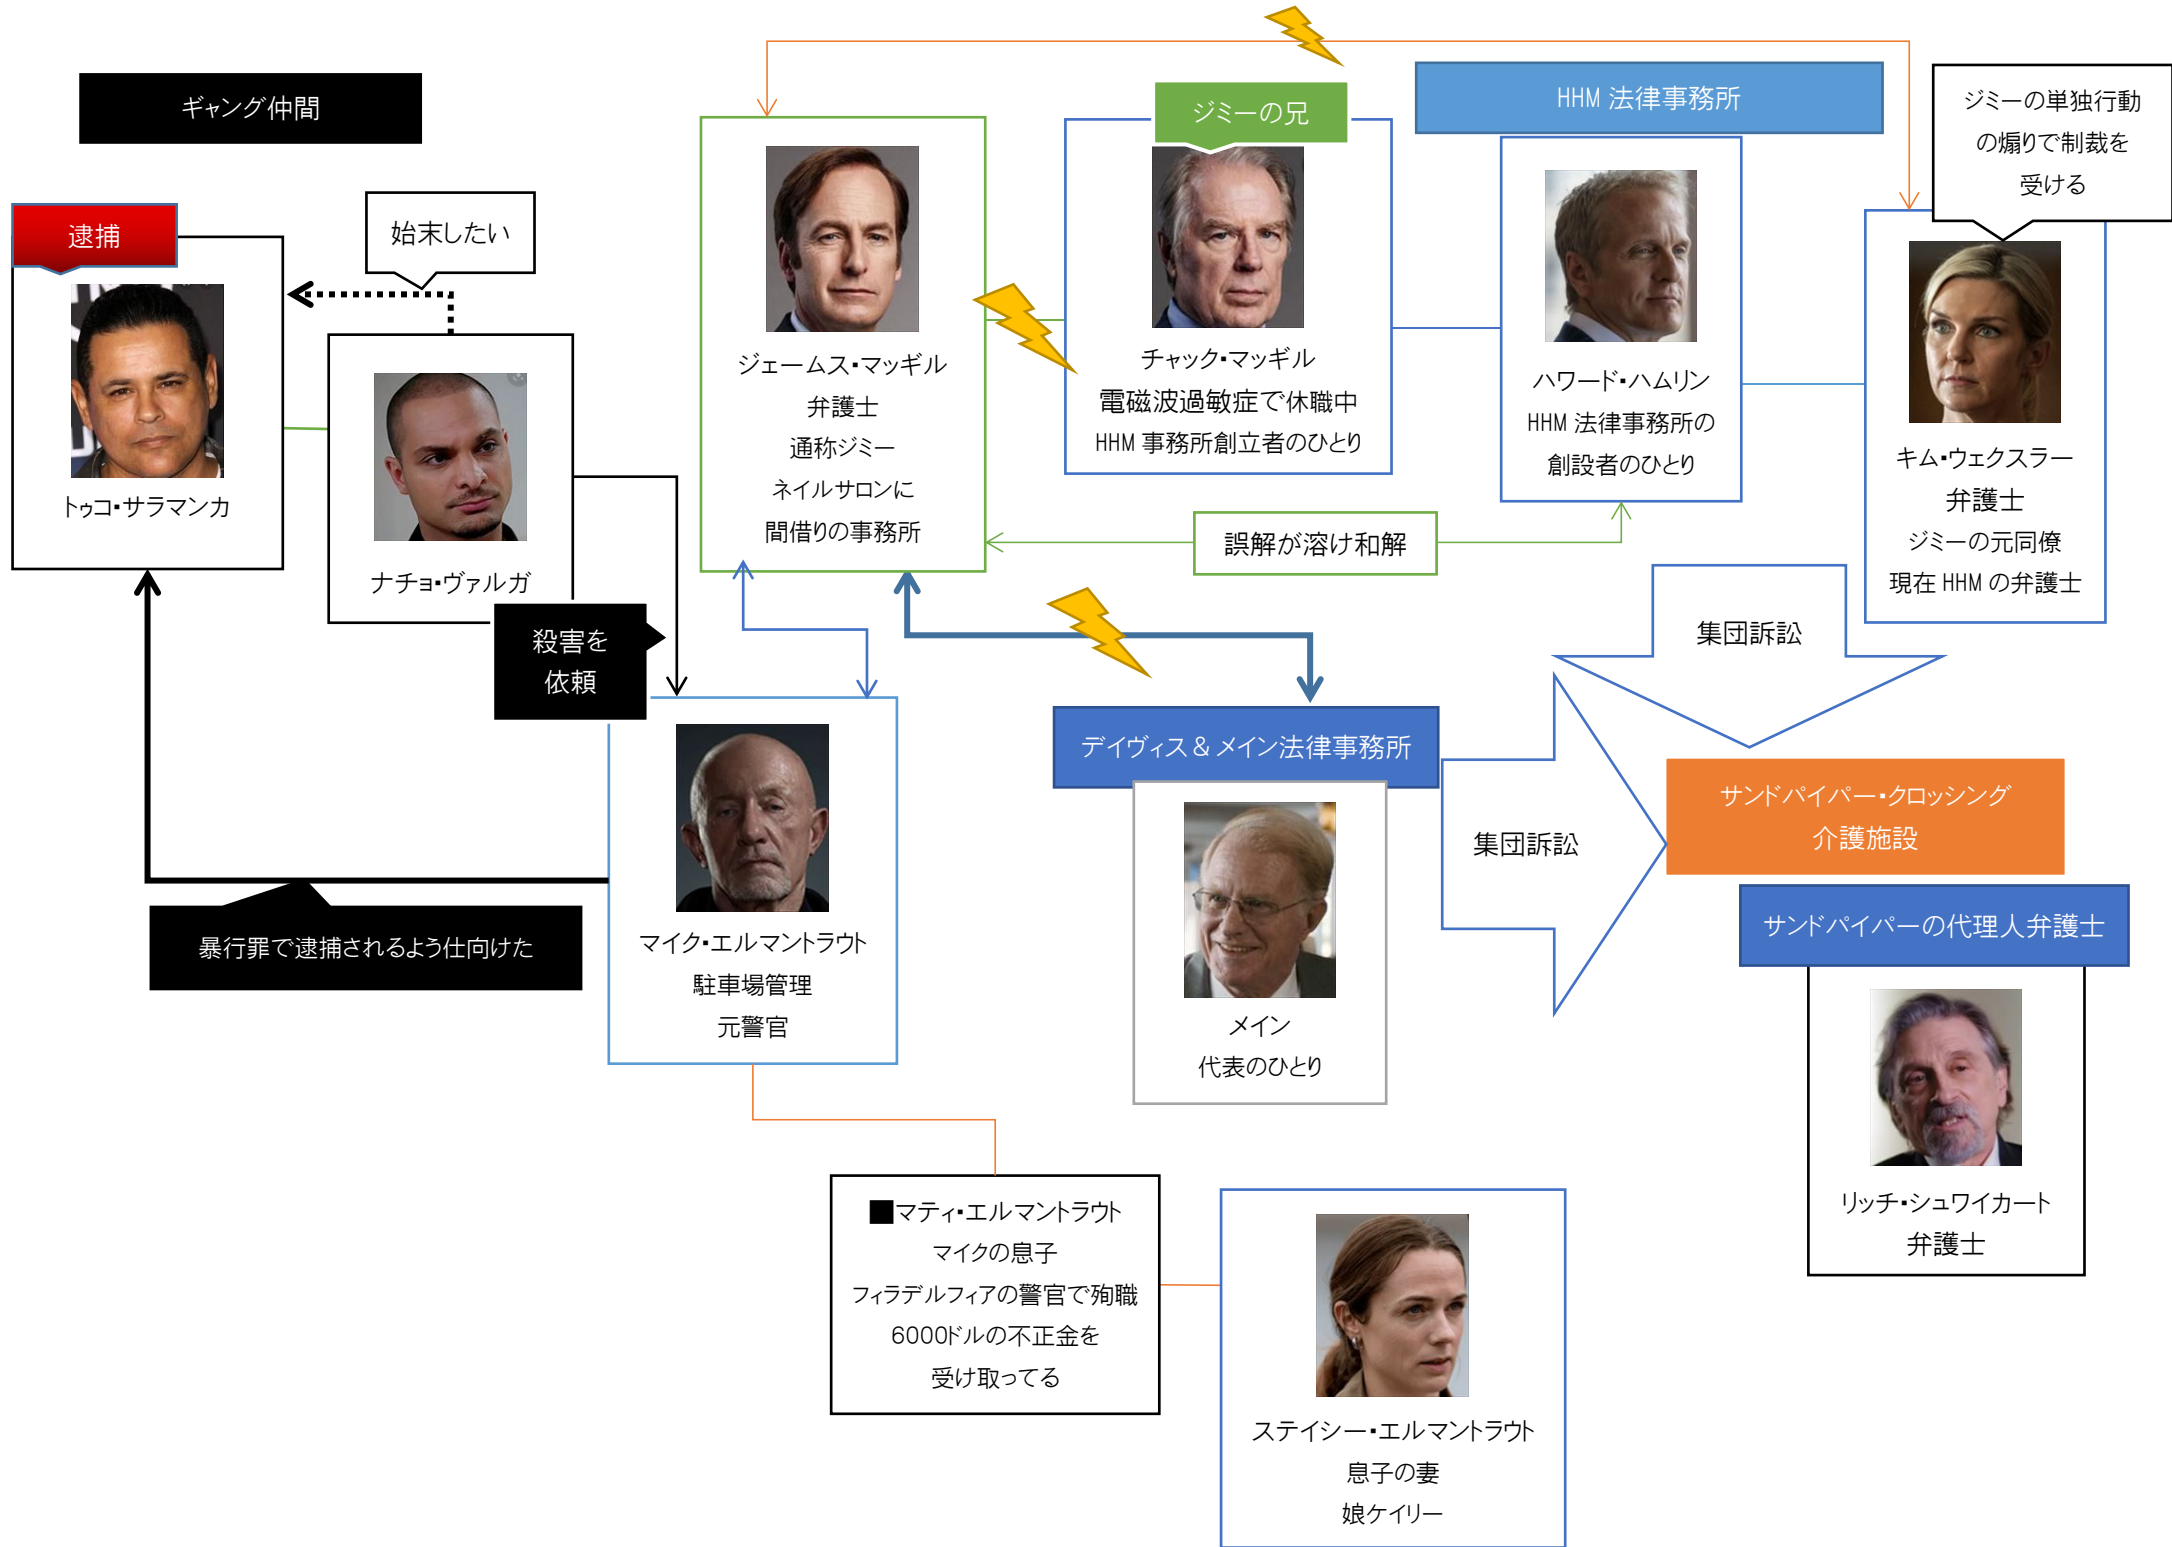 ギャング仲間
逮捕
始末したい
トゥコ・サラマンカ
ナチョ・ヴァルガ
殺害を
依頼
暴行罪で逮捕されるよう仕向けた
ジェームス・マッギル
弁護士
通称ジミー
ネイルサロンに
間借りの事務所
ジミーの兄
チャック・マッギル
電磁波過敏症で休職中
HHM 事務所創立者のひとり
HHM 法律事務所
ハワード・ハムリン
HHM 法律事務所の
創設者のひとり
ジミーの単独行動
の煽りで制裁を
受ける
キム・ウェクスラー
弁護士
ジミーの元同僚
現在 HHM の弁護士
誤解が溶け和解
集団訴訟
マイク・エルマントラウト
駐車場管理
元警官
デイヴィス & メイン法律事務所
メイン
代表のひとり
集団訴訟
サンドパイパー・クロッシング
介護施設
サンドパイパーの代理人弁護士
リッチ・シュワイカート
弁護士
■マティ・エルマントラウト
マイクの息子
フィラデルフィアの警官で殉職
6000ドルの不正金を
受け取ってる
ステイシー・エルマントラウト
息子の妻
娘ケイリー